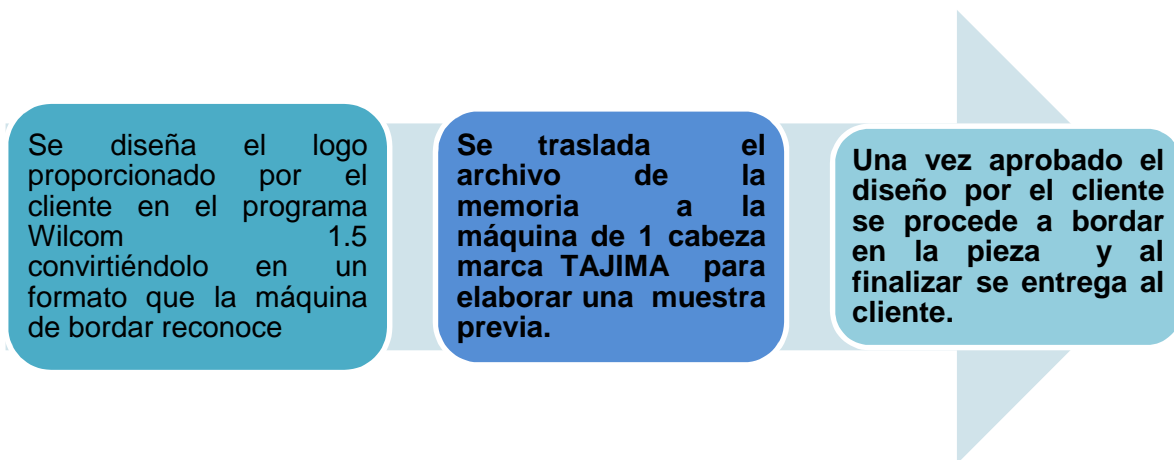 Se diseña el logo
proporcionado por el
cliente en el programa
Wilcom 1.5
convirtiéndolo en un
formato que la máquina
de bordar reconoce
Se traslada el
archivo de la
memoria a la
máquina de 1 cabeza
marca TAJIMA para
elaborar una muestra
previa.
Una vez aprobado el
diseño por el cliente
se procede a bordar
en la pieza y al
finalizar se entrega al
cliente.